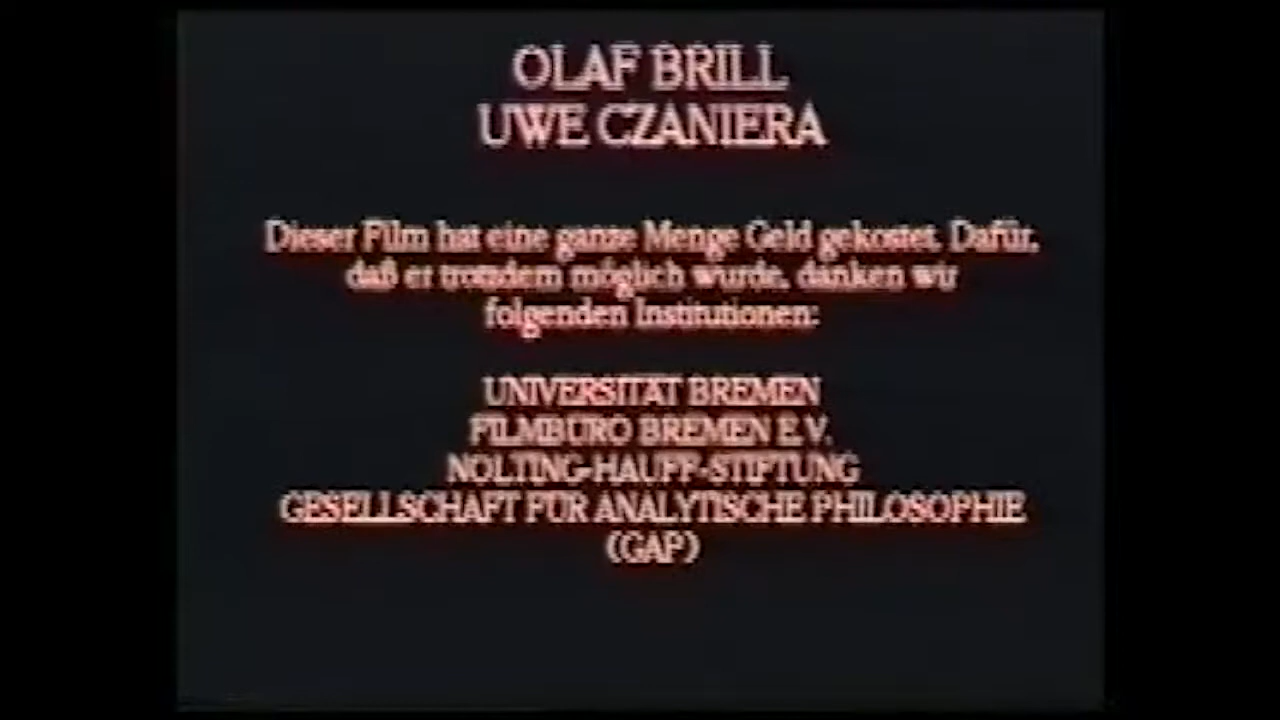 OLAF BRILL
UWE CZANIERA
Dieser Film hat eine ganze Menge Geld gekostet. Dafür,
daß er trotzdem möglich wurde, danken wir
folgenden Institutionen:
UNIVERSITÄT BREMEN
FILMBÜRO BREMEN E.V.
NOLTING-HAUFF-STIFTUNG
GESELLSCHAFT FÜR ANALYTISCHE PHILOSOPHIE
(GAP)